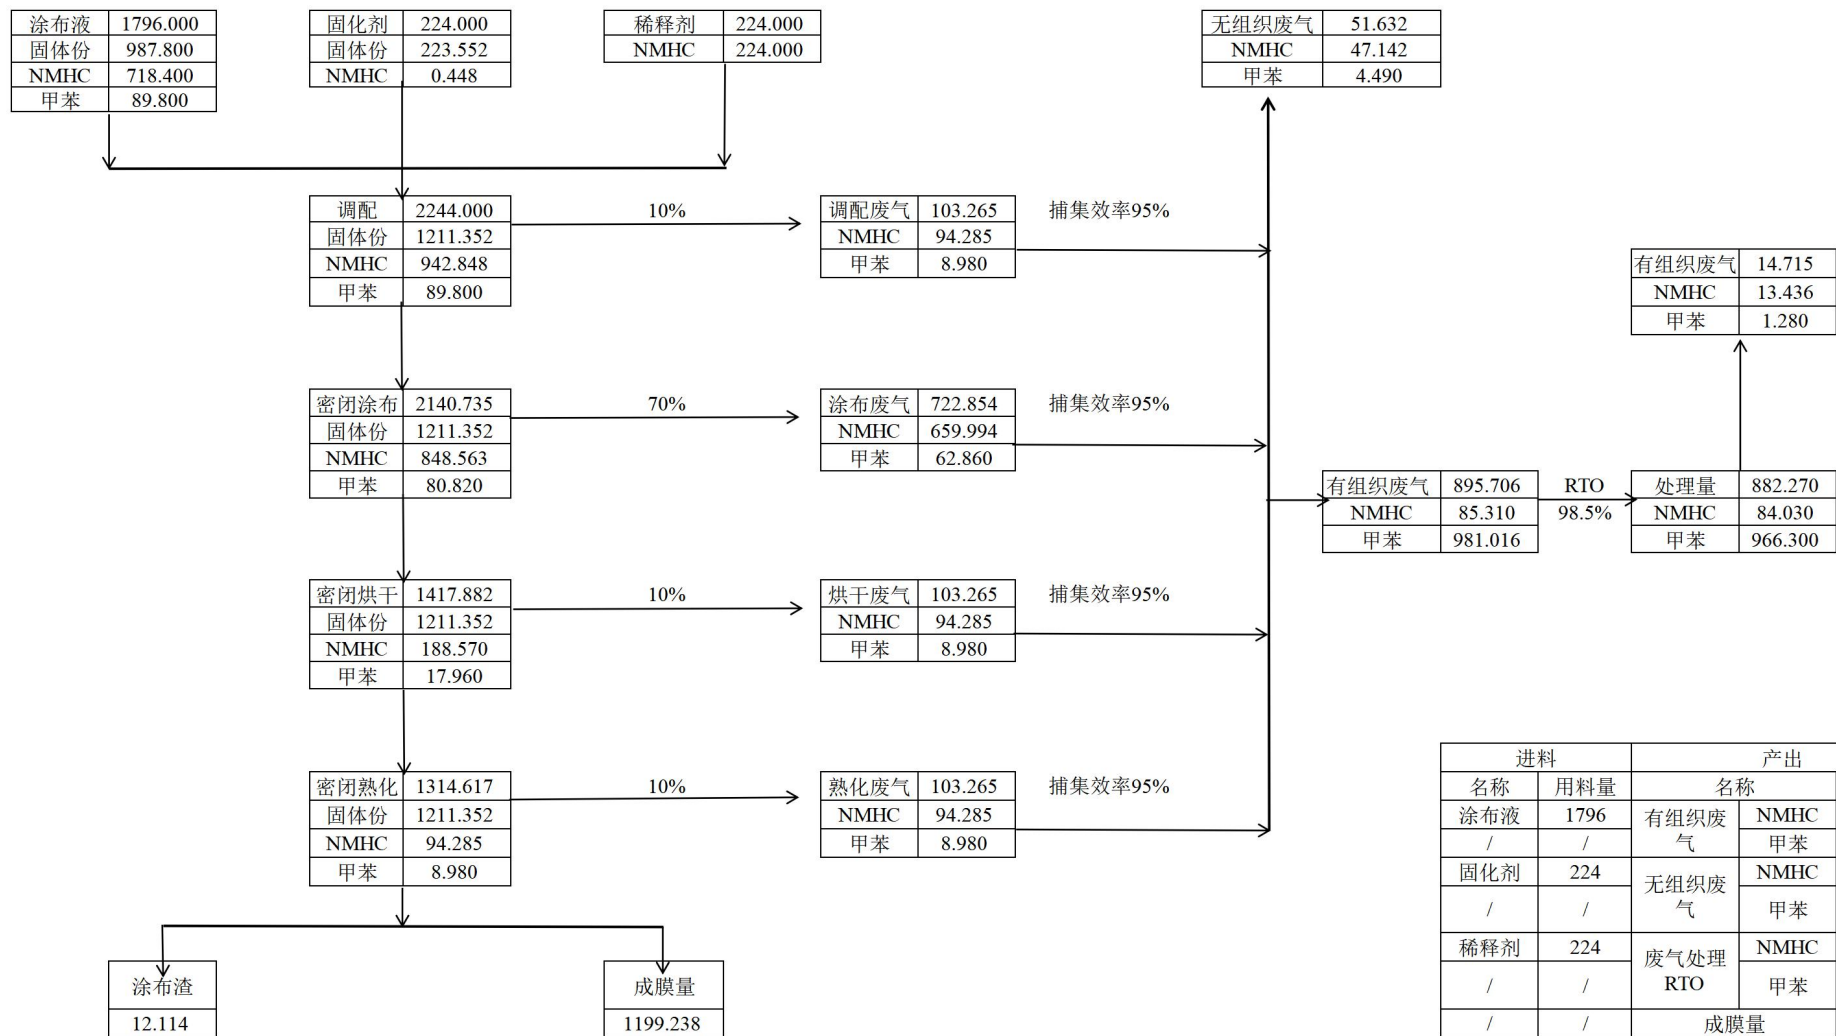 涂布液 1796.000
固体份 987.800
NMHC 718.400
甲苯 89.800
固化剂 224.000
固体份 223.552
NMHC 0.448
稀释剂 224.000
NMHC 224.000
无组织废气 51.632
NMHC 47.142
甲苯 4.490
调配 2244.000
固体份 1211.352
NMHC 942.848
甲苯 89.800
10%
调配废气 103.265
NMHC 94.285
甲苯 8.980
捕集效率95%
有组织废气 14.715
NMHC 13.436
甲苯 1.280
密闭涂布 2140.735
固体份 1211.352
NMHC 848.563
甲苯 80.820
70%
涂布废气 722.854
NMHC 659.994
甲苯 62.860
捕集效率95%
有组织废气 895.706
NMHC 85.310
甲苯 981.016
RTO
98.5%
处理量 882.270
NMHC 84.030
甲苯 966.300
密闭烘干 1417.882
固体份 1211.352
NMHC 188.570
甲苯 17.960
10%
烘干废气 103.265
NMHC 94.285
甲苯 8.980
捕集效率95%
密闭熟化 1314.617
固体份 1211.352
NMHC 94.285
甲苯 8.980
10%
熟化废气 103.265
NMHC 94.285
甲苯 8.980
捕集效率95%
涂布渣
12.114
成膜量
1199.238
进料 产出
名称 用料量 名称
涂布液 1796 有组织废气 NMHC
/ / 甲苯
固化剂 224 无组织废气 NMHC
/ / 甲苯
稀释剂 224 废气处理RTO NMHC
/ / 甲苯
/ / 成膜量